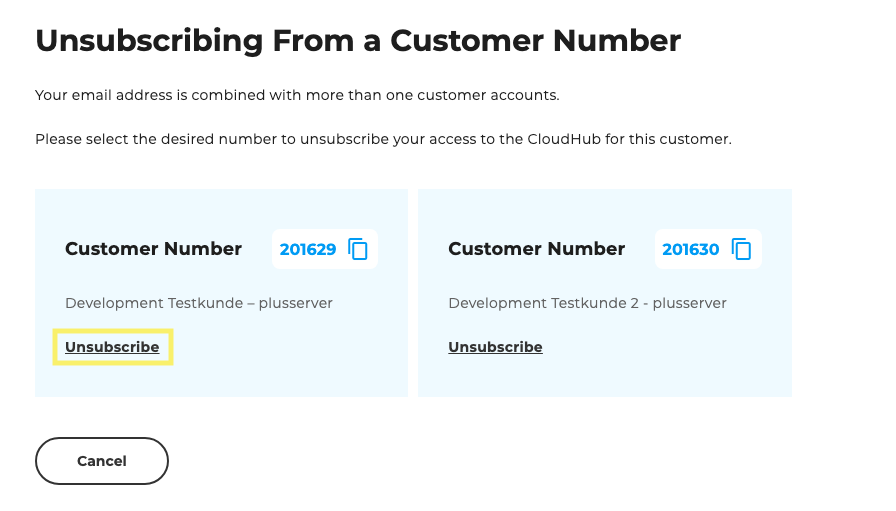 Unsubscribing From a Customer Number
Your email address is combined with more than one customer accounts.
Please select the desired number to unsubscribe your access to the CloudHub for this customer.
Customer Number 201629
Development Testkunde – plusserver
Unsubscribe
Customer Number 201630
Development Testkunde 2 - plusserver
Unsubscribe
Cancel